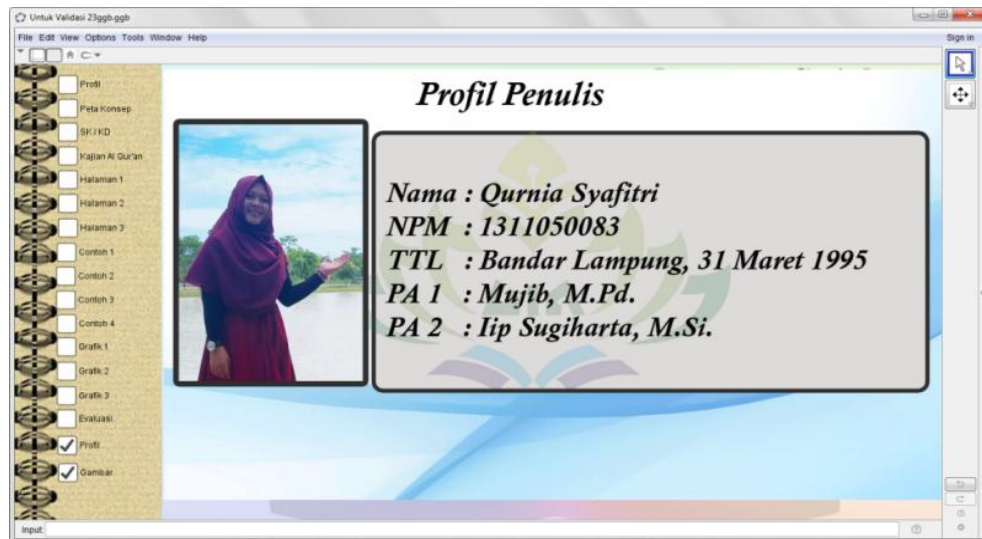 Untuk Validasi 23ggb.ggb
File Edit View Options Tools Window Help
Sign in
Profil
Peta Konsep
SK / KD
Kajian Al Qur'an
Halaman 1
Halaman 2
Halaman 3
Contoh 1
Contoh 2
Contoh 3
Contoh 4
Grafik 1
Grafik 2
Grafik 3
Evaluasi
Profil
Gambar
Profil Penulis
Nama : Qurnia Syafitri
NPM : 1311050083
TTL : Bandar Lampung, 31 Maret 1995
PA 1 : Mujib, M.Pd.
PA 2 : Iip Sugiharta, M.Si.
Input: